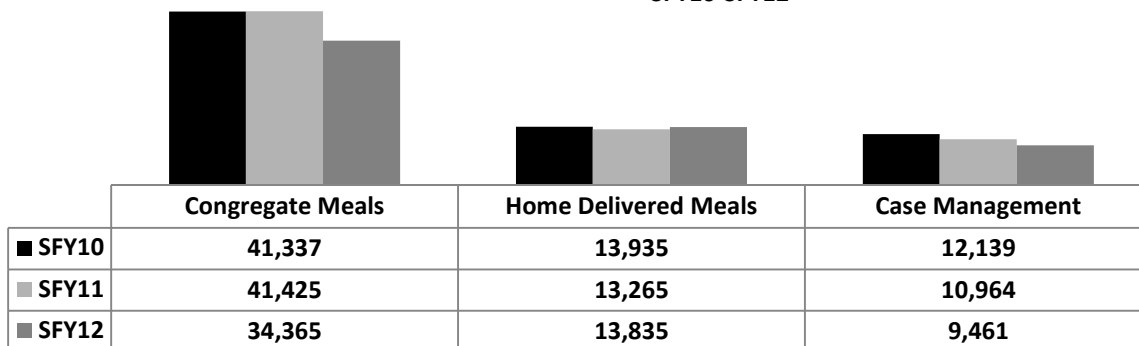 Congregate Meals Home Delivered Meals Case Management
SFY10 41,337 13,935 12,139
SFY11 41,425 13,265 10,964
SFY12 34,365 13,835 9,461